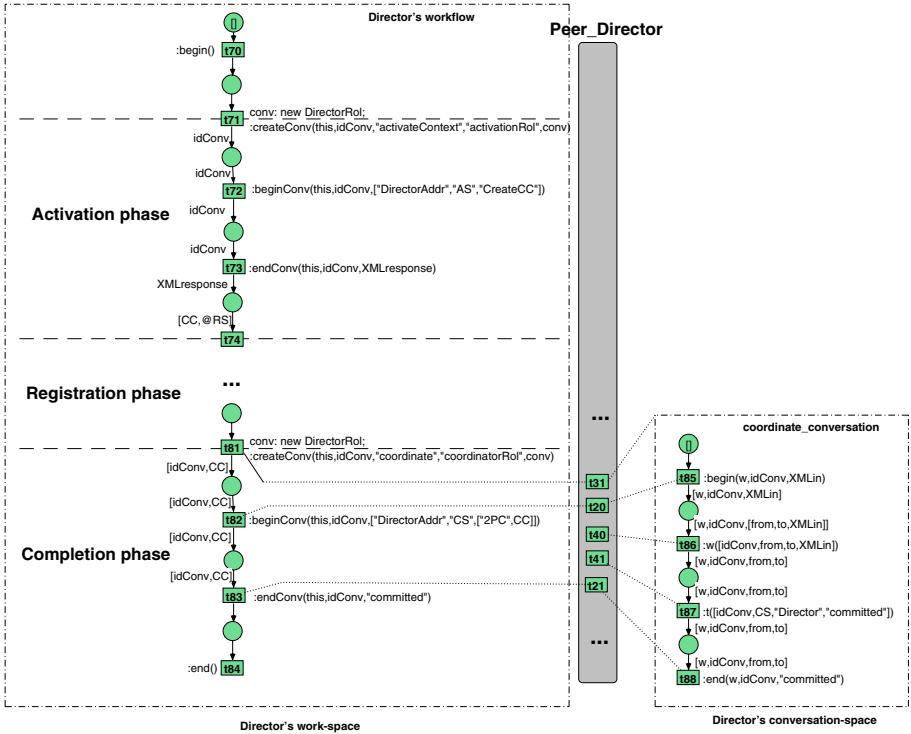 Director's workflow
[]
:begin()
t70
conv: new DirectorRol;
t71
:createConv(this,idConv,"activateContext","activationRol",conv)
idConv
idConv
t72
:beginConv(this,idConv,["DirectorAddr","AS","CreateCC"])
idConv
Activation phase
idConv
t73
:endConv(this,idConv,XMLresponse)
XMLresponse
[CC,@RS]
t74
...
Registration phase
conv: new DirectorRol;
t81
:createConv(this,idConv,"coordinate","coordinatorRol",conv)
[idConv,CC]
[idConv,CC]
t82
:beginConv(this,idConv,["DirectorAddr","CS",["2PC",CC]])
[idConv,CC]
Completion phase
[idConv,CC]
t83
:endConv(this,idConv,"committed")
:end()
t84
Director's work-space
Peer_Director
...
t31
t20
t40
t41
t21
...
coordinate_conversation
[]
t85
:begin(w,idConv,XMLin)
[w,idConv,XMLin]
[w,idConv,[from,to,XMLin]]
t86
:w([idConv,from,to,XMLin])
[w,idConv,from,to]
[w,idConv,from,to]
t87
:t([idConv,CS,"Director","committed"])
[w,idConv,from,to]
[w,idConv,from,to]
t88
:end(w,idConv,"committed")
Director's conversation-space